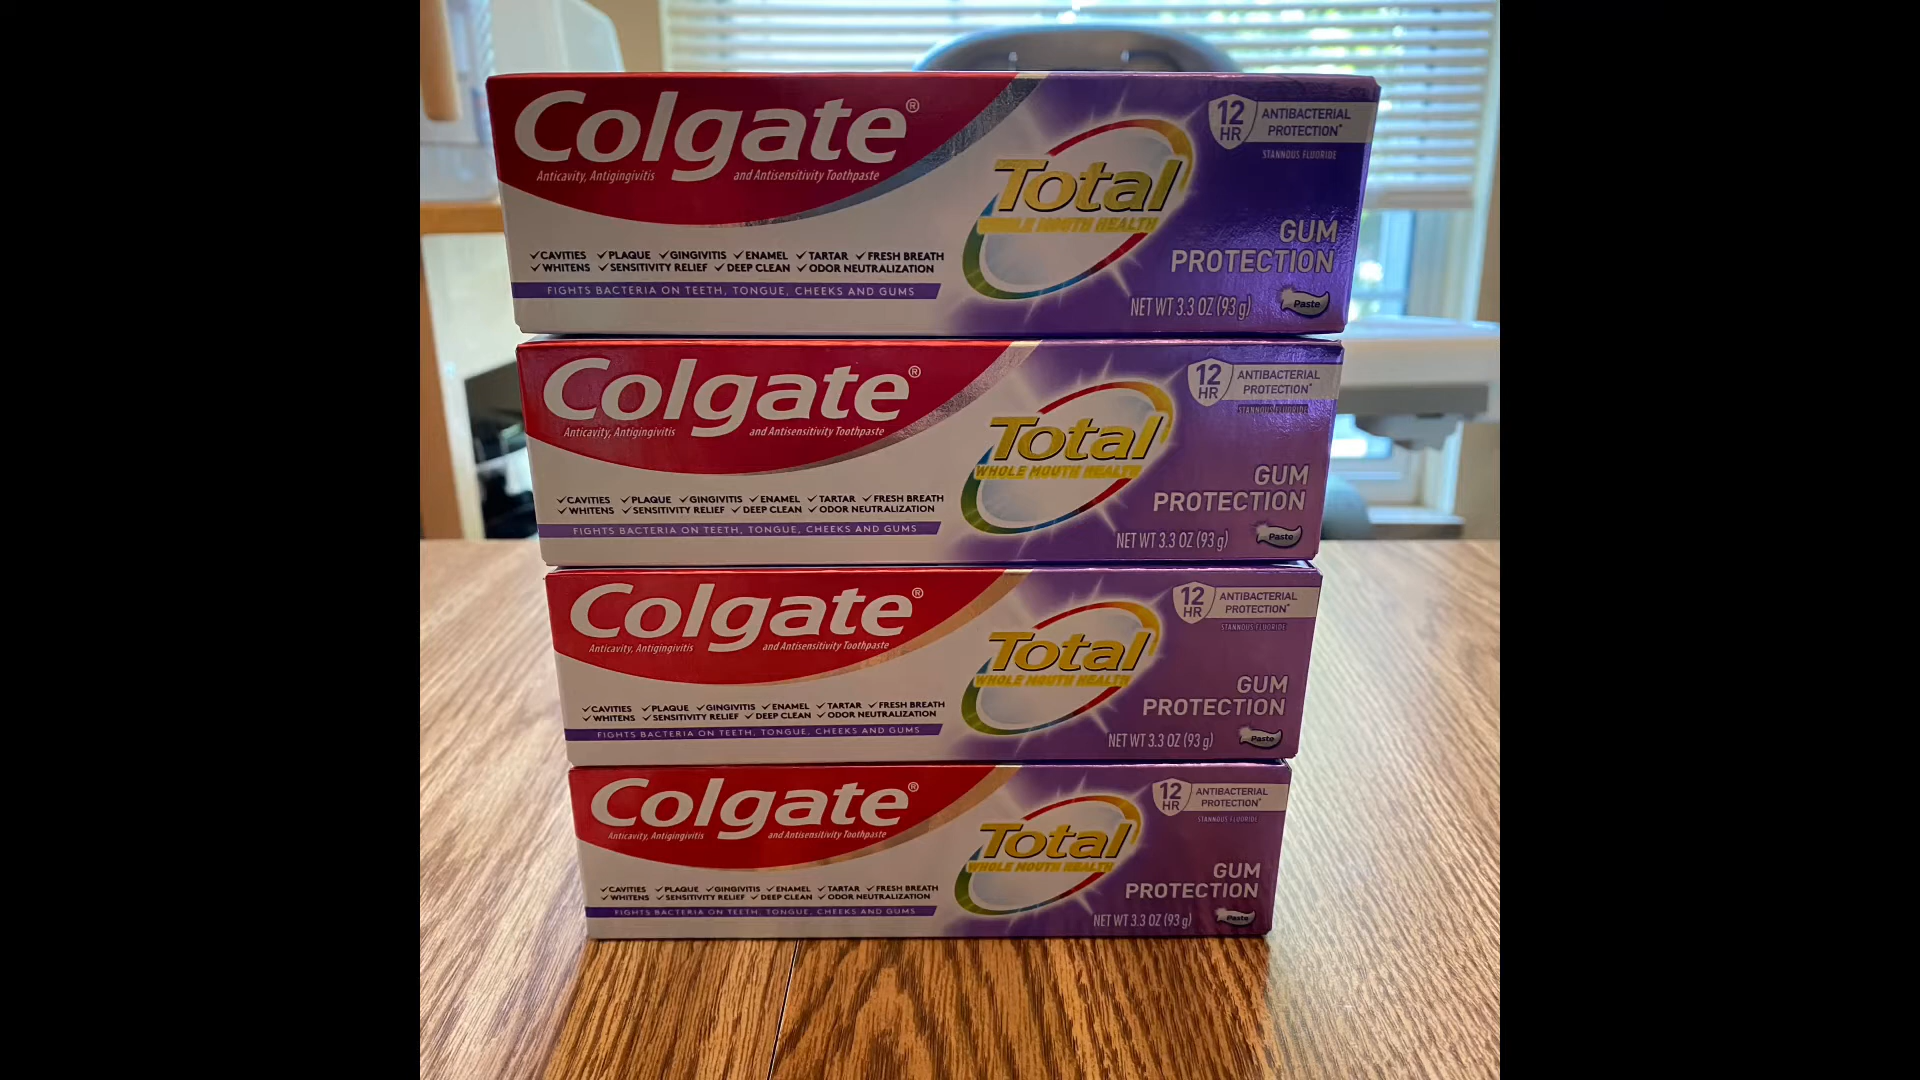 Colgate®
Anticavity, Antigingivitis and Antisensitivity Toothpaste
✓CAVITIES ✓PLAQUE ✓GINGIVITIS ✓ENAMEL ✓TARTAR ✓FRESH BREATH
✓WHITENS ✓SENSITIVITY RELIEF ✓DEEP CLEAN ✓ODOR NEUTRALIZATION
FIGHTS BACTERIA ON TEETH, TONGUE, CHEEKS AND GUMS
Total
WHOLE MOUTH HEALTH
12 HR
ANTIBACTERIAL
PROTECTION*
STANNOUS FLUORIDE
GUM
PROTECTION
NET WT 3.3 OZ (93 g)
Paste
Colgate®
Anticavity, Antigingivitis and Antisensitivity Toothpaste
✓CAVITIES ✓PLAQUE ✓GINGIVITIS ✓ENAMEL ✓TARTAR ✓FRESH BREATH
✓WHITENS ✓SENSITIVITY RELIEF ✓DEEP CLEAN ✓ODOR NEUTRALIZATION
FIGHTS BACTERIA ON TEETH, TONGUE, CHEEKS AND GUMS
Total
WHOLE MOUTH HEALTH
12 HR
ANTIBACTERIAL
PROTECTION*
STANNOUS FLUORIDE
GUM
PROTECTION
NET WT 3.3 OZ (93 g)
Paste
Colgate®
Anticavity, Antigingivitis and Antisensitivity Toothpaste
✓CAVITIES ✓PLAQUE ✓GINGIVITIS ✓ENAMEL ✓TARTAR ✓FRESH BREATH
✓WHITENS ✓SENSITIVITY RELIEF ✓DEEP CLEAN ✓ODOR NEUTRALIZATION
FIGHTS BACTERIA ON TEETH, TONGUE, CHEEKS AND GUMS
Total
WHOLE MOUTH HEALTH
12 HR
ANTIBACTERIAL
PROTECTION*
STANNOUS FLUORIDE
GUM
PROTECTION
NET WT 3.3 OZ (93 g)
Paste
Colgate®
Anticavity, Antigingivitis and Antisensitivity Toothpaste
✓CAVITIES ✓PLAQUE ✓GINGIVITIS ✓ENAMEL ✓TARTAR ✓FRESH BREATH
✓WHITENS ✓SENSITIVITY RELIEF ✓DEEP CLEAN ✓ODOR NEUTRALIZATION
FIGHTS BACTERIA ON TEETH, TONGUE, CHEEKS AND GUMS
Total
WHOLE MOUTH HEALTH
12 HR
ANTIBACTERIAL
PROTECTION*
STANNOUS FLUORIDE
GUM
PROTECTION
NET WT 3.3 OZ (93 g)
Paste